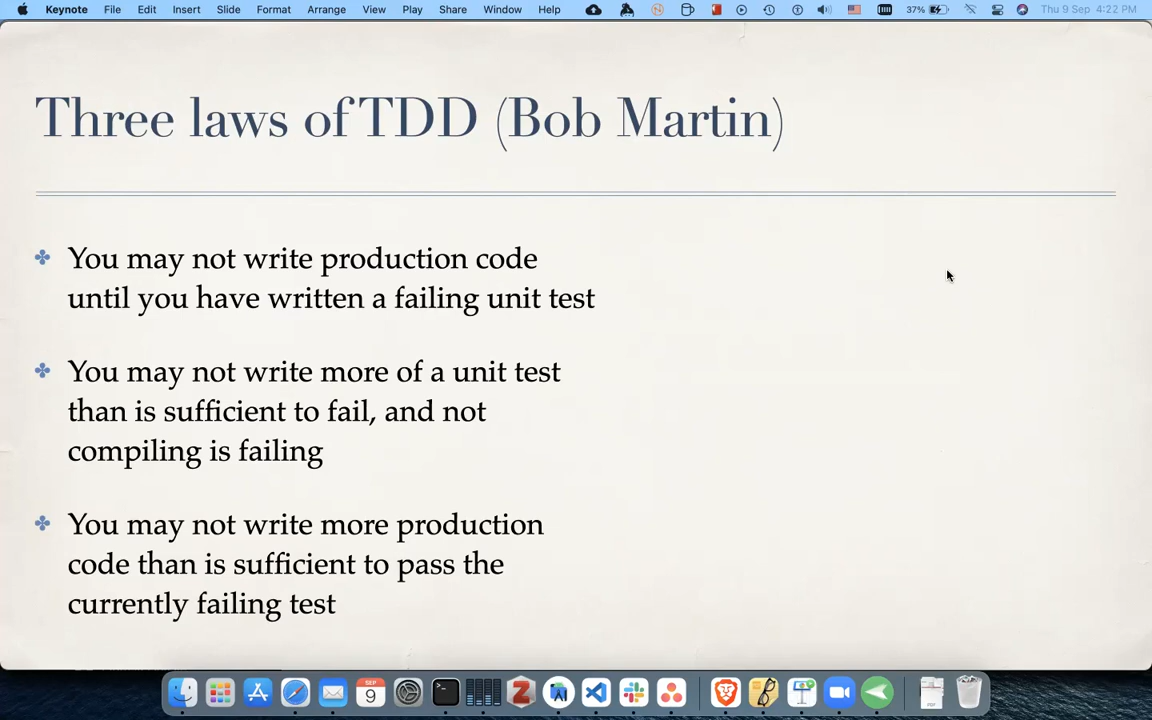 Keynote File Edit Insert Slide Format Arrange View Play Share Window Help 37% Thu 9 Sep 4:22 PM
Three laws of TDD (Bob Martin)
You may not write production code
until you have written a failing unit test
You may not write more of a unit test
than is sufficient to fail, and not
compiling is failing
You may not write more production
code than is sufficient to pass the
currently failing test
SEP
9